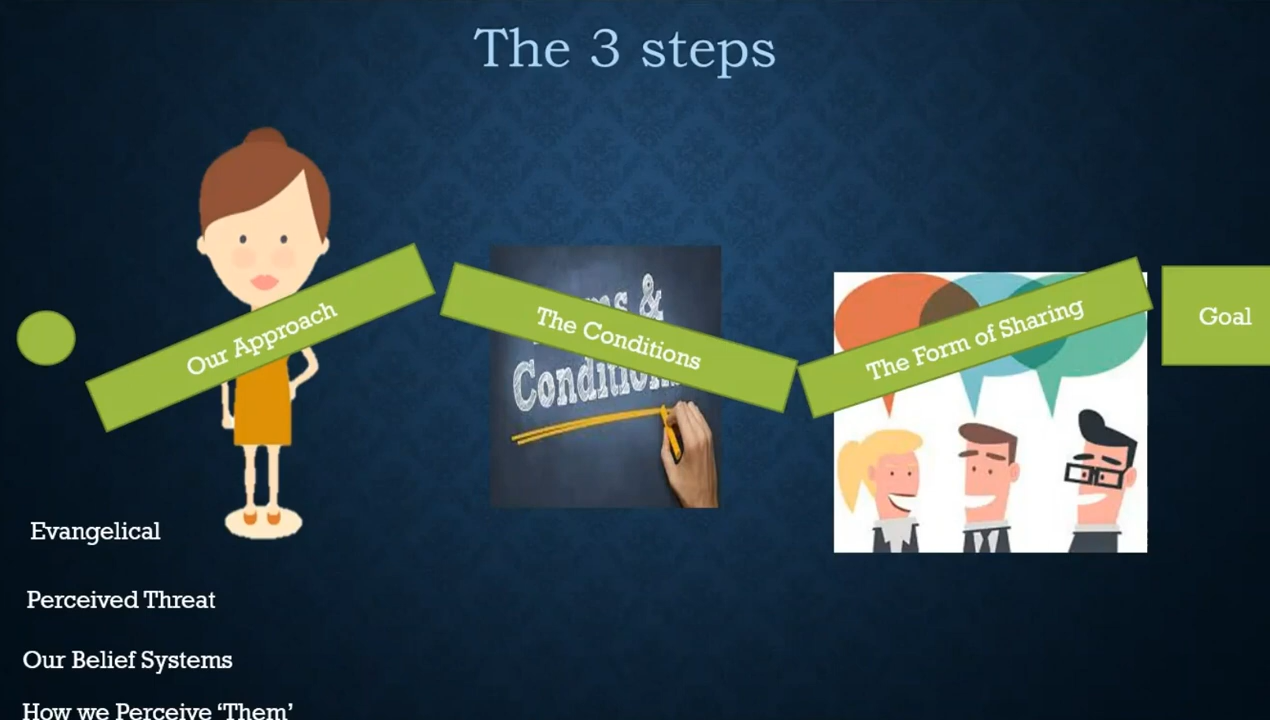 The 3 steps
Our Approach
The Conditions
The Form of Sharing
Goal
&
Evangelical
Perceived Threat
Our Belief Systems
How we Perceive ‘Them’